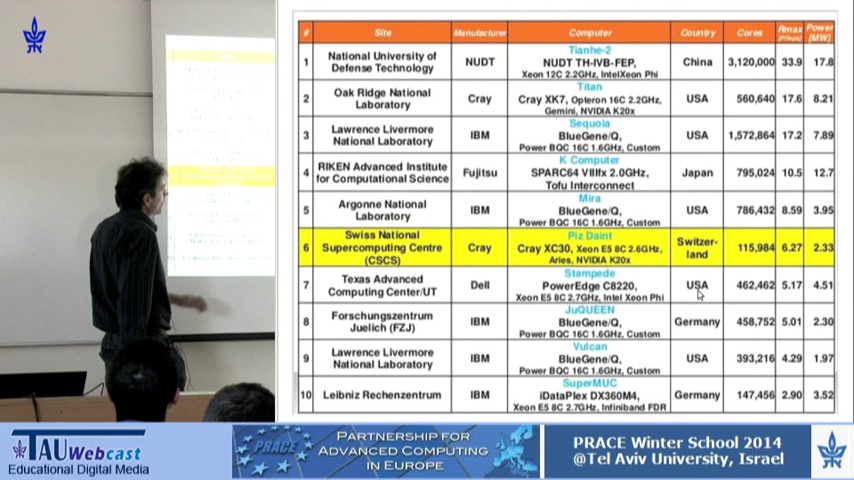 # Site Manufacturer Computer Country Cores Rmax [Pflops] Power [MW]
1 National University of Defense Technology NUDT Tianhe-2 NUDT TH-IVB-FEP, Xeon 12C 2.2GHz, IntelXeon Phi China 3,120,000 33.9 17.8
2 Oak Ridge National Laboratory Cray Titan Cray XK7, Opteron 16C 2.2GHz, Gemini, NVIDIA K20x USA 560,640 17.6 8.21
3 Lawrence Livermore National Laboratory IBM Sequoia BlueGene/Q, Power BQC 16C 1.6GHz, Custom USA 1,572,864 17.2 7.89
4 RIKEN Advanced Institute for Computational Science Fujitsu K Computer SPARC64 VIIIfx 2.0GHz, Tofu Interconnect Japan 795,024 10.5 12.7
5 Argonne National Laboratory IBM Mira BlueGene/Q, Power BQC 16C 1.6GHz, Custom USA 786,432 8.59 3.95
6 Swiss National Supercomputing Centre (CSCS) Cray Piz Daint Cray XC30, Xeon E5 8C 2.6GHz, Aries, NVIDIA K20x Switzer-land 115,984 6.27 2.33
7 Texas Advanced Computing Center/UT Dell Stampede PowerEdge C8220, Xeon E5 8C 2.7GHz, Intel Xeon Phi USA 462,462 5.17 4.51
8 Forschungszentrum Juelich (FZJ) IBM JuQUEEN BlueGene/Q, Power BQC 16C 1.6GHz, Custom Germany 458,752 5.01 2.30
9 Lawrence Livermore National Laboratory IBM Vulcan BlueGene/Q, Power BQC 16C 1.6GHz, Custom USA 393,216 4.29 1.97
10 Leibniz Rechenzentrum IBM SuperMUC iDataPlex DX360M4, Xeon E5 8C 2.7GHz, Infiniband FDR Germany 147,456 2.90 3.52
TAU Webcast
Educational Digital Media
PRACE
PARTNERSHIP FOR
ADVANCED COMPUTING
IN EUROPE
PRACE Winter School 2014
@Tel Aviv University, Israel